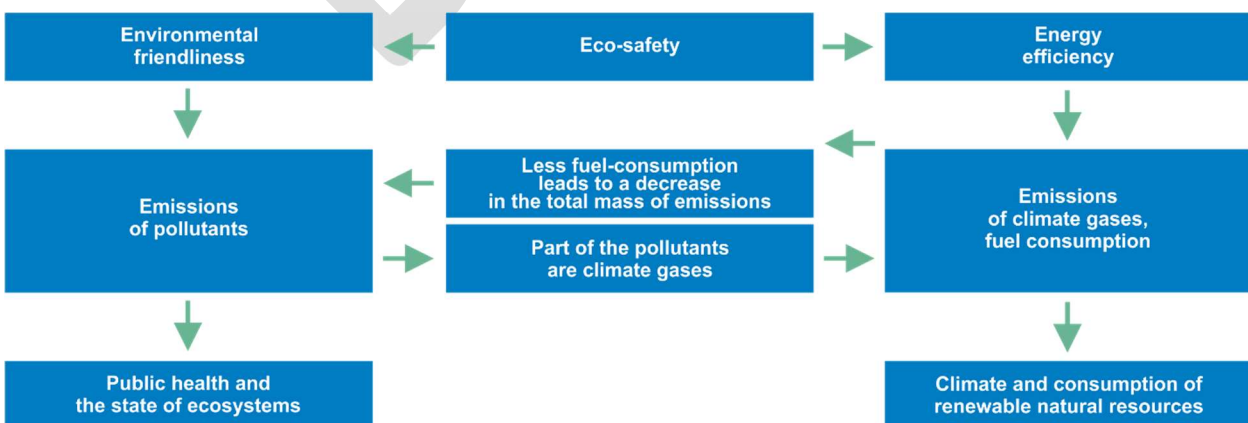 Environmental
friendliness
Eco-safety
Energy
efficiency
Emissions
of pollutants
Less fuel-consumption
leads to a decrease
in the total mass of emissions
Part of the pollutants
are climate gases
Emissions
of climate gases,
fuel consumption
Public health and
the state of ecosystems
Climate and consumption of
renewable natural resources